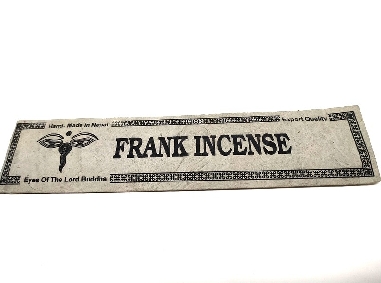 Hand- Made In Nepal
Export Quality
FRANK INCENSE
Eyes Of The Lord Buddha